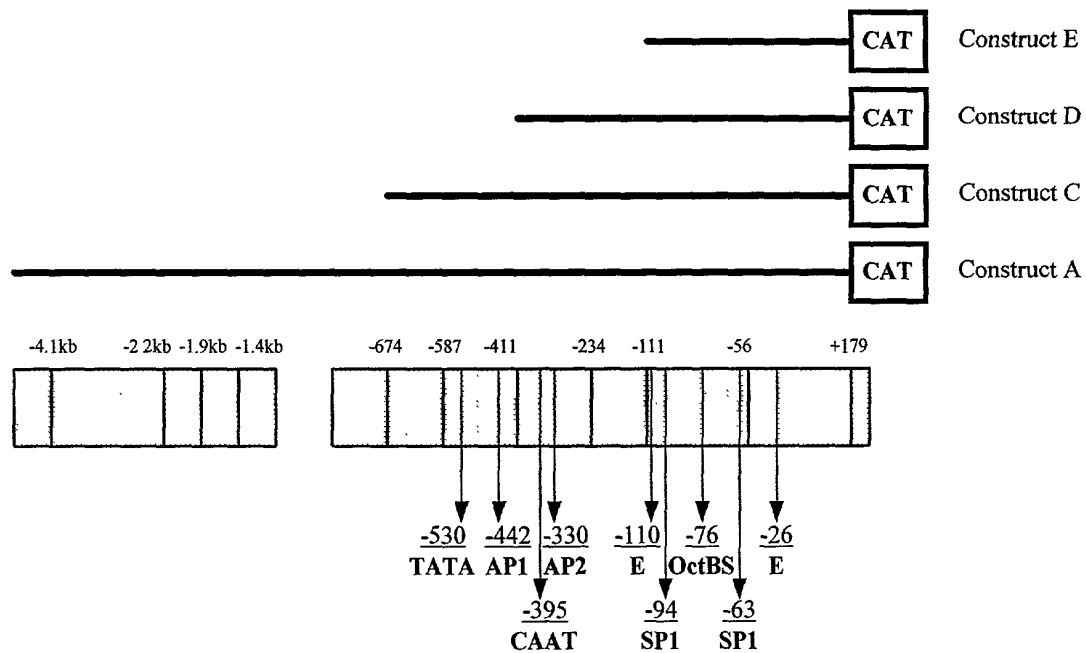 CAT Construct E
CAT Construct D
CAT Construct C
CAT Construct A
-4.1kb -2 2kb -1.9kb -1.4kb -674 -587 -411 -234 -111 -56 +179
-530 -442 -330 -110 -76 -26
TATA AP1 AP2 E OctBS E
-395 -94 -63
CAAT SP1 SP1